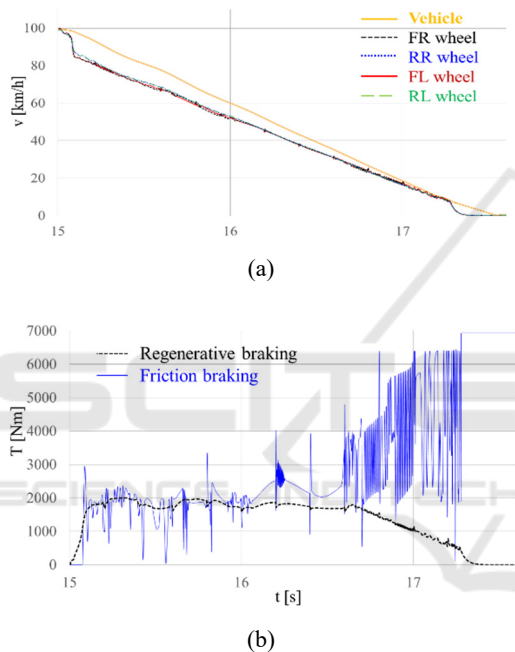 100
80
60
40
20
0
v [km/h]
Vehicle
FR wheel
RR wheel
FL wheel
RL wheel
15
16
17
(a)
7000
6000
5000
4000
3000
2000
1000
0
T [Nm]
Regenerative braking
Friction braking
15
16
17
t [s]
(b)